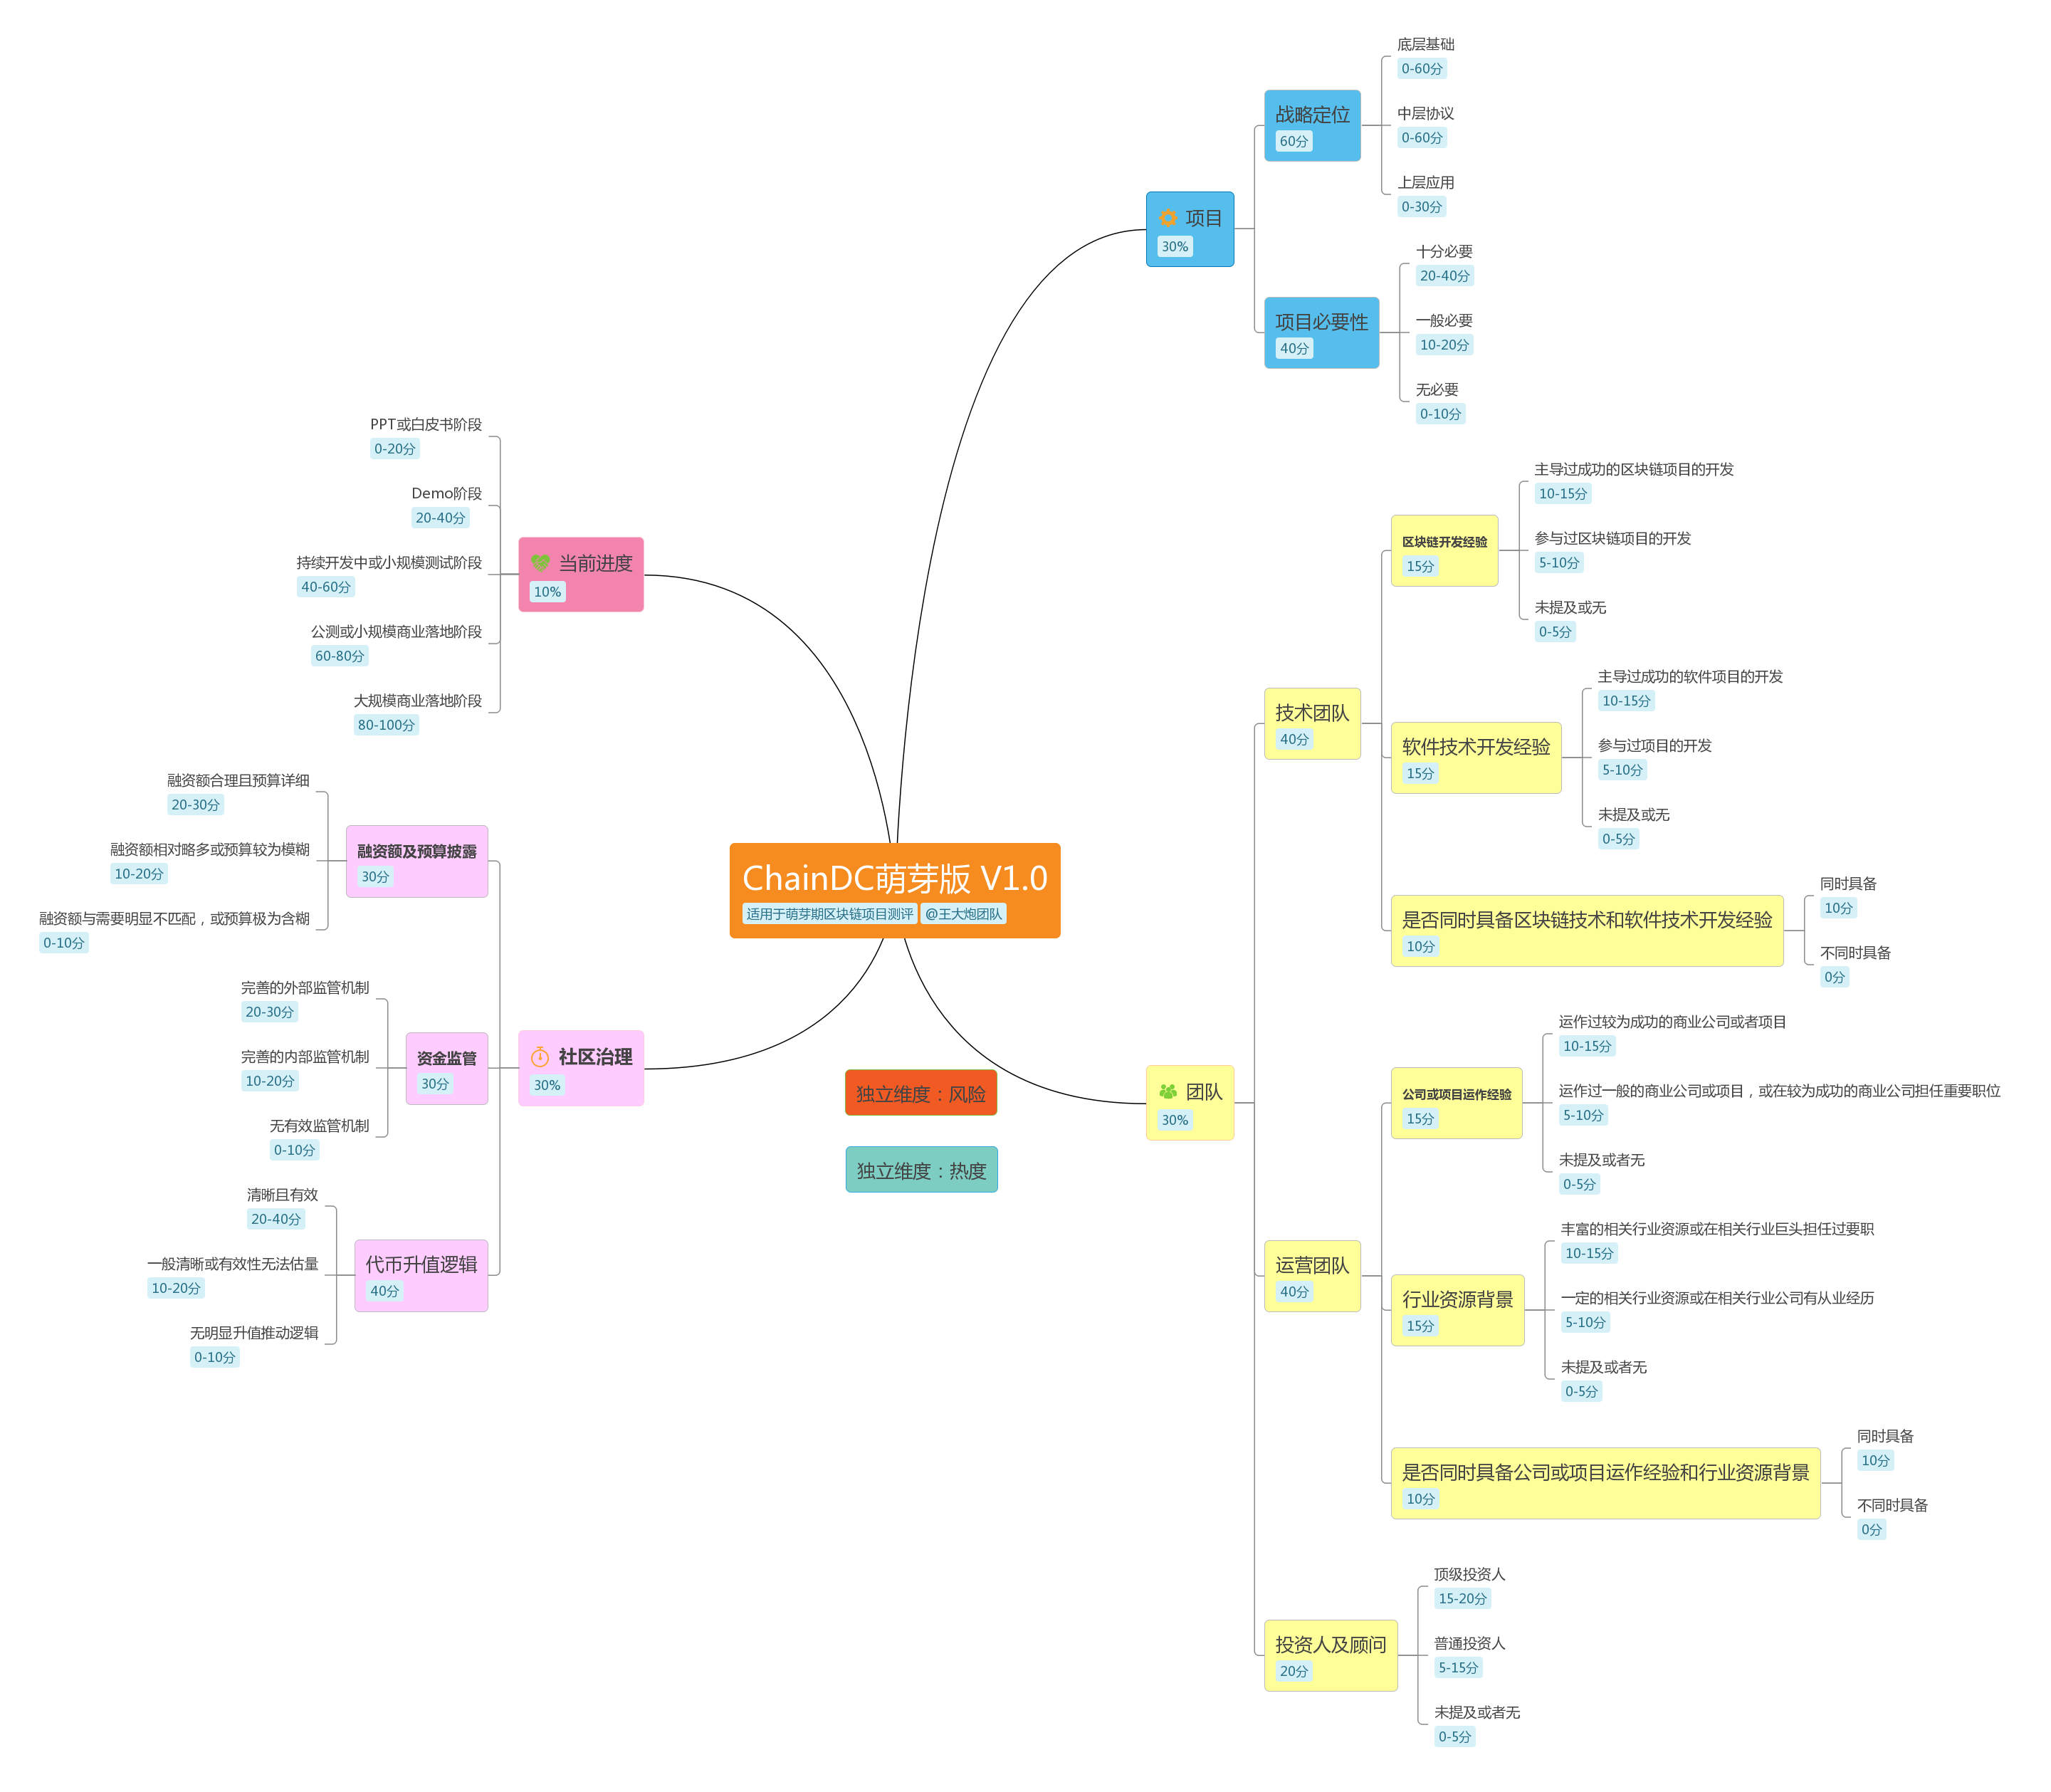 ChainDC萌芽版 V1.0
适用于萌芽期区块链项目测评 @王大炮团队
项目
30%
战略定位
60分
底层基础
0-60分
中层协议
0-60分
上层应用
0-30分
项目必要性
40分
十分必要
20-40分
一般必要
10-20分
无必要
0-10分
团队
30%
技术团队
40分
区块链开发经验
15分
主导过成功的区块链项目的开发
10-15分
参与过区块链项目的开发
5-10分
未提及或无
0-5分
软件技术开发经验
15分
主导过成功的软件项目的开发
10-15分
参与过项目的开发
5-10分
未提及或无
0-5分
是否同时具备区块链技术和软件技术开发经验
10分
同时具备
10分
不同时具备
0分
运营团队
40分
公司或项目运作经验
15分
运作过较为成功的商业公司或者项目
10-15分
运作过一般的商业公司或项目，或在较为成功的商业公司担任重要职位
5-10分
未提及或者无
0-5分
行业资源背景
15分
丰富的相关行业资源或在相关行业巨头担任过要职
10-15分
一定的相关行业资源或在相关行业公司有从业经历
5-10分
未提及或者无
0-5分
是否同时具备公司或项目运作经验和行业资源背景
10分
同时具备
10分
不同时具备
0分
投资人及顾问
20分
顶级投资人
15-20分
普通投资人
5-15分
未提及或者无
0-5分
当前进度
10%
PPT或白皮书阶段
0-20分
Demo阶段
20-40分
持续开发中或小规模测试阶段
40-60分
公测或小规模商业落地阶段
60-80分
大规模商业落地阶段
80-100分
社区治理
30%
融资额及预算披露
30分
融资额合理且预算详细
20-30分
融资额相对略多或预算较为模糊
10-20分
融资额与需要明显不匹配，或预算极为含糊
0-10分
资金监管
30分
完善的外部监管机制
20-30分
完善的内部监管机制
10-20分
无有效监管机制
0-10分
代币升值逻辑
40分
清晰且有效
20-40分
一般清晰或有效性无法估量
10-20分
无明显升值推动逻辑
0-10分
独立维度：风险
独立维度：热度